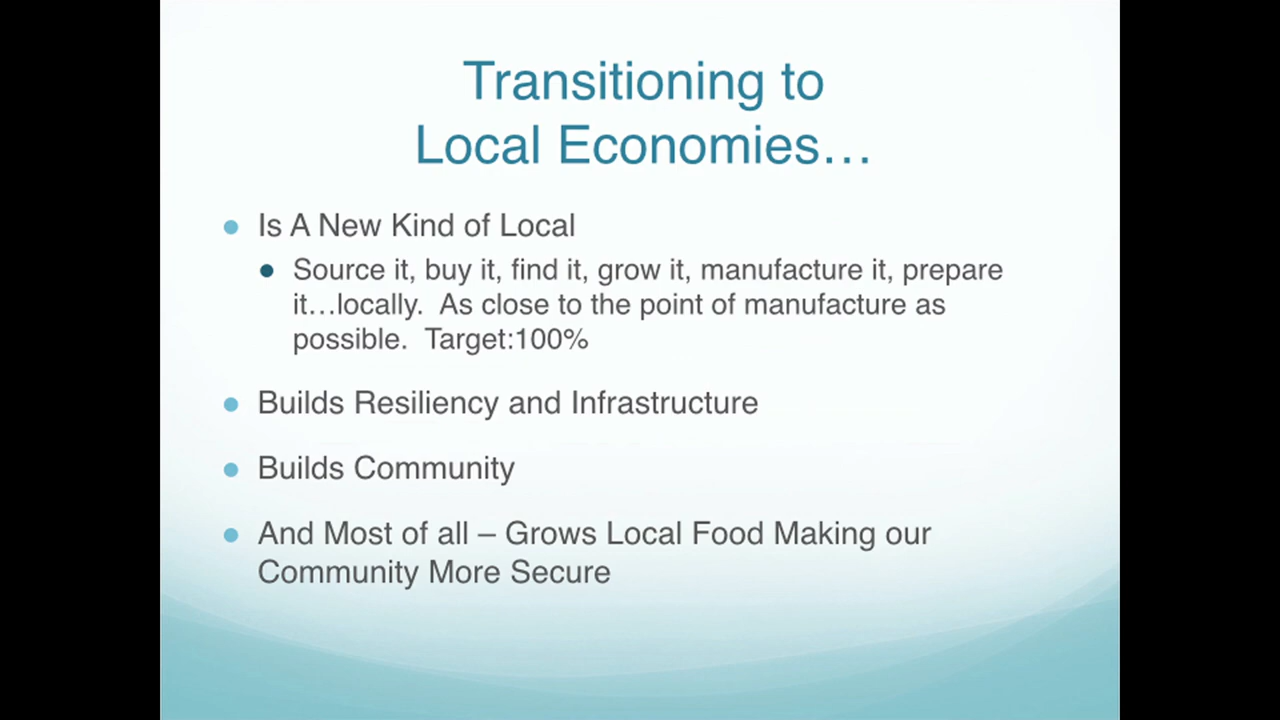 Transitioning to
Local Economies…
Is A New Kind of Local
Source it, buy it, find it, grow it, manufacture it, prepare
it…locally.  As close to the point of manufacture as
possible.  Target:100%
Builds Resiliency and Infrastructure
Builds Community
And Most of all – Grows Local Food Making our
Community More Secure